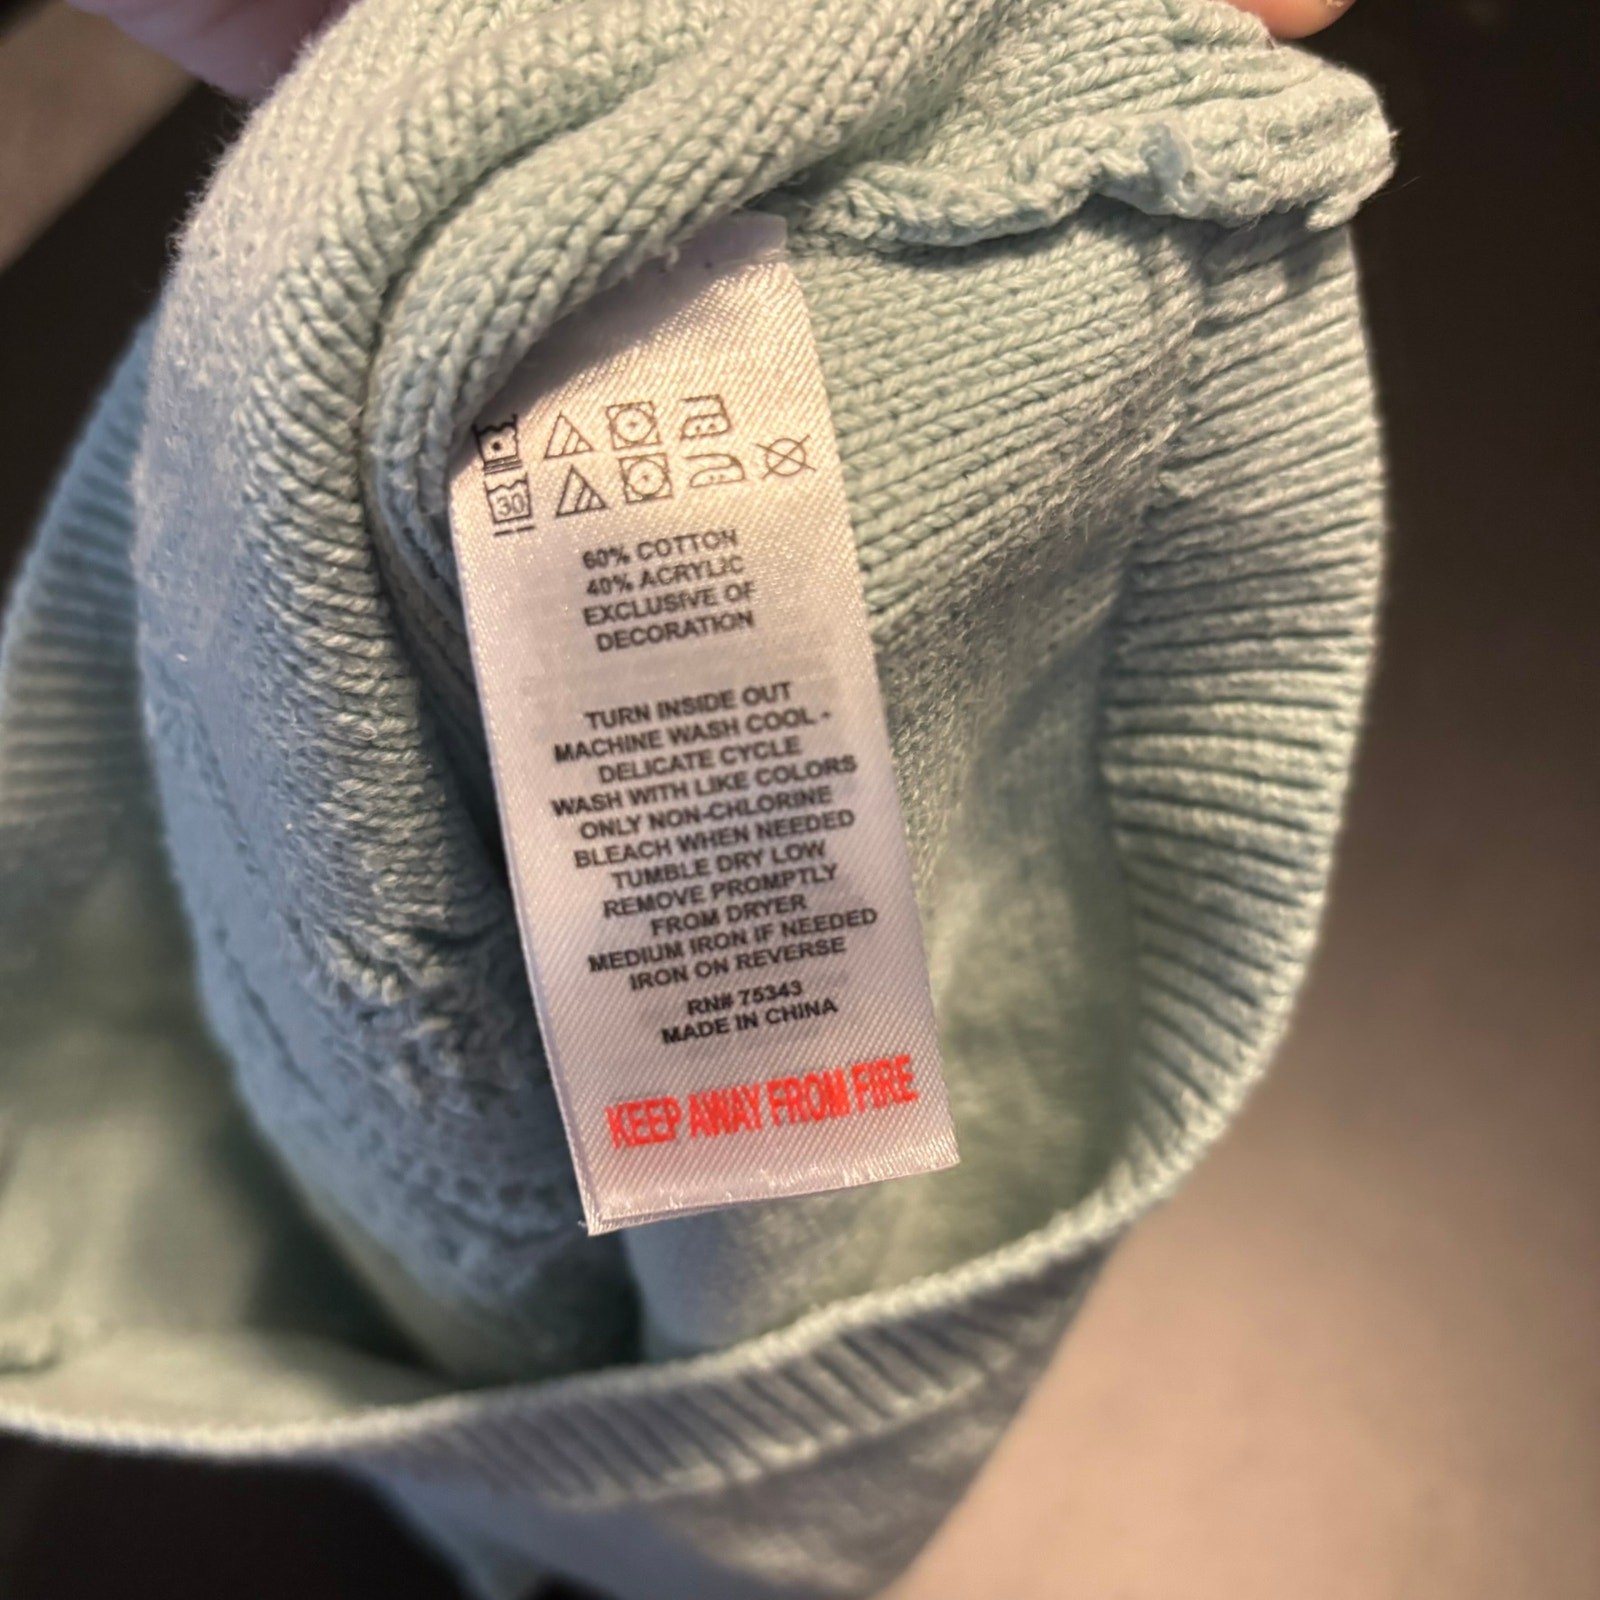 30
60% COTTON
40% ACRYLIC
EXCLUSIVE OF
DECORATION
TURN INSIDE OUT
MACHINE WASH COOL -
DELICATE CYCLE
WASH WITH LIKE COLORS
ONLY NON-CHLORINE
BLEACH WHEN NEEDED
TUMBLE DRY LOW
REMOVE PROMPTLY
FROM DRYER
MEDIUM IRON IF NEEDED
IRON ON REVERSE
RN# 75343
MADE IN CHINA
KEEP AWAY FROM FIRE